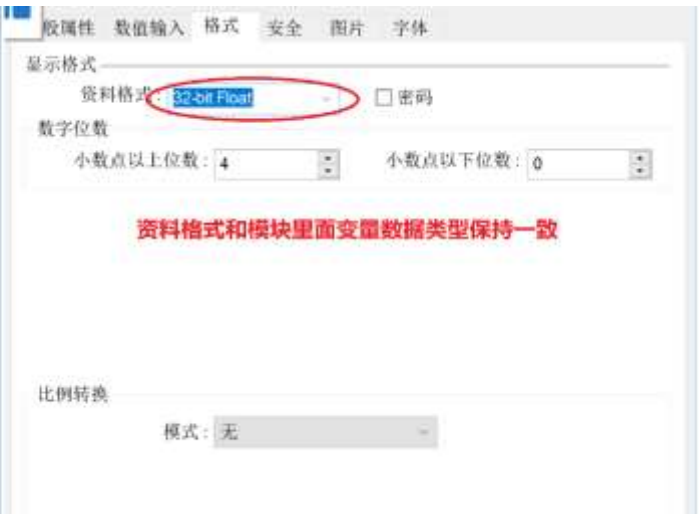 般属性 数值输入 格式 安全 图片 字体
显示格式
资料格式: 32-bit Float 密码
数字位数
小数点以上位数: 4 小数点以下位数: 0
资料格式和模块里面变量数据类型保持一致
比例转换
模式: 无